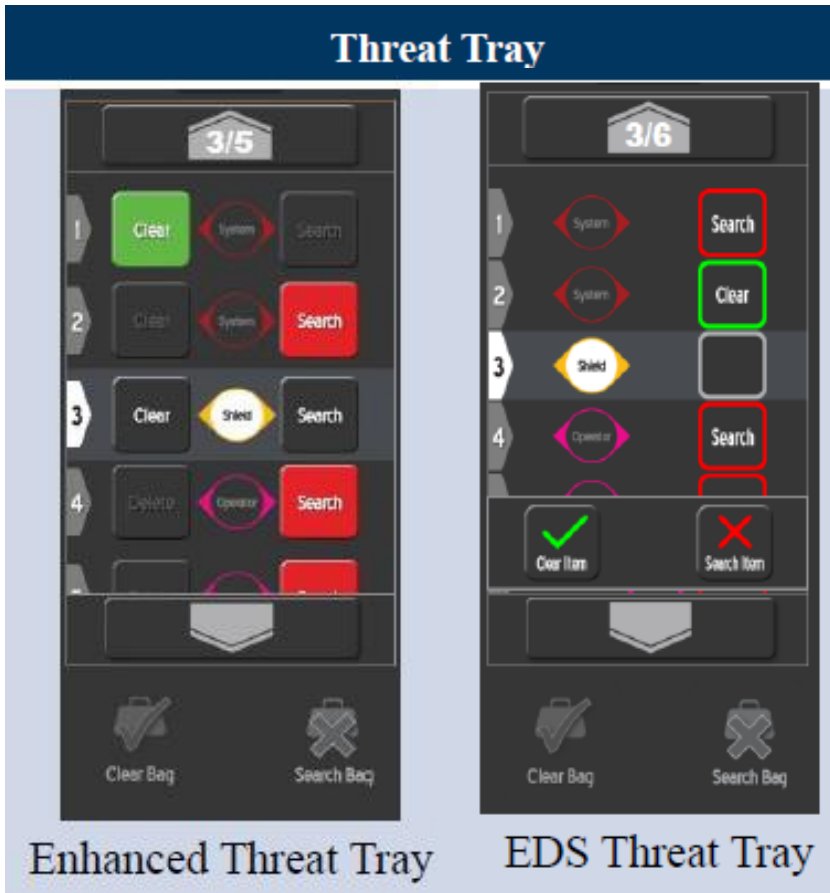 Threat Tray
3/5
1 Clear System Search
2 Clear System Search
3 Clear Shield Search
4 Delete Operator Search
Clear Bag Search Bag
Enhanced Threat Tray
3/6
1 System Search
2 System Clear
3 Shield
4 Operator Search
Clear Item Search Item
Clear Bag Search Bag
EDS Threat Tray